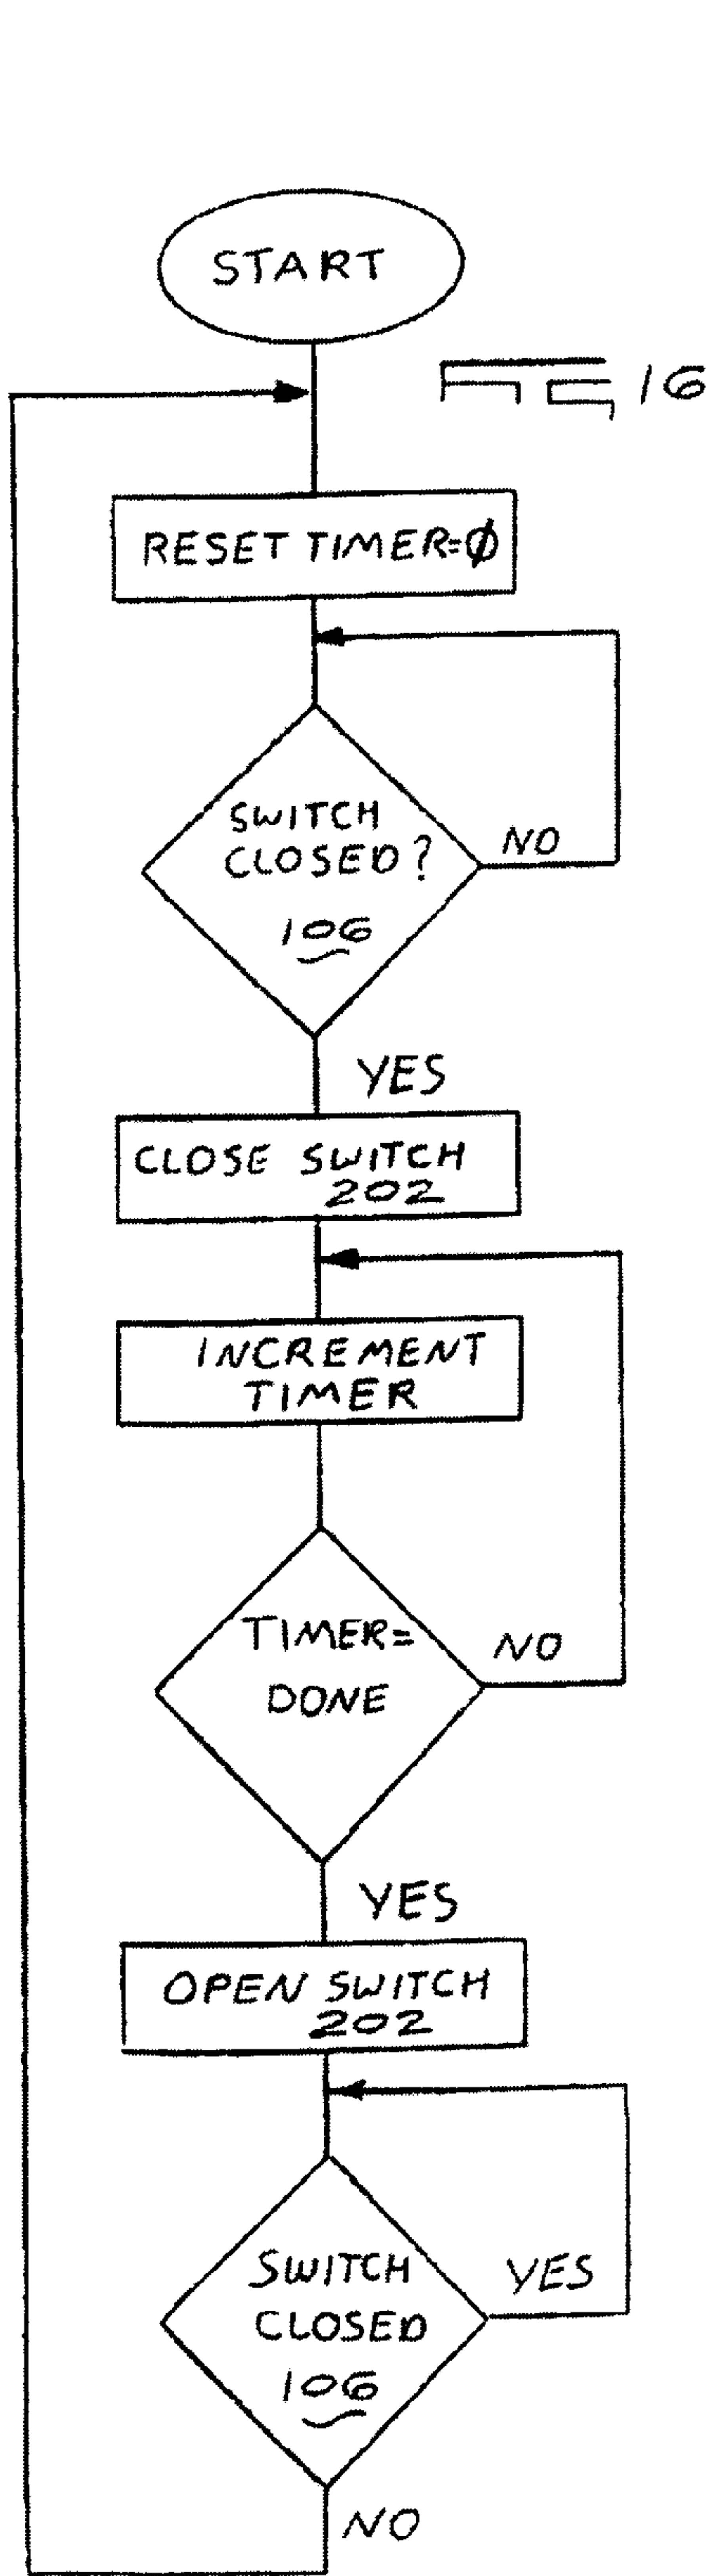 START
FIG 16
RESET TIMER=Ø
SWITCH
CLOSED?
106
NO
YES
CLOSE SWITCH
202
INCREMENT
TIMER
TIMER=
DONE
NO
YES
OPEN SWITCH
202
SWITCH
CLOSED
106
YES
NO